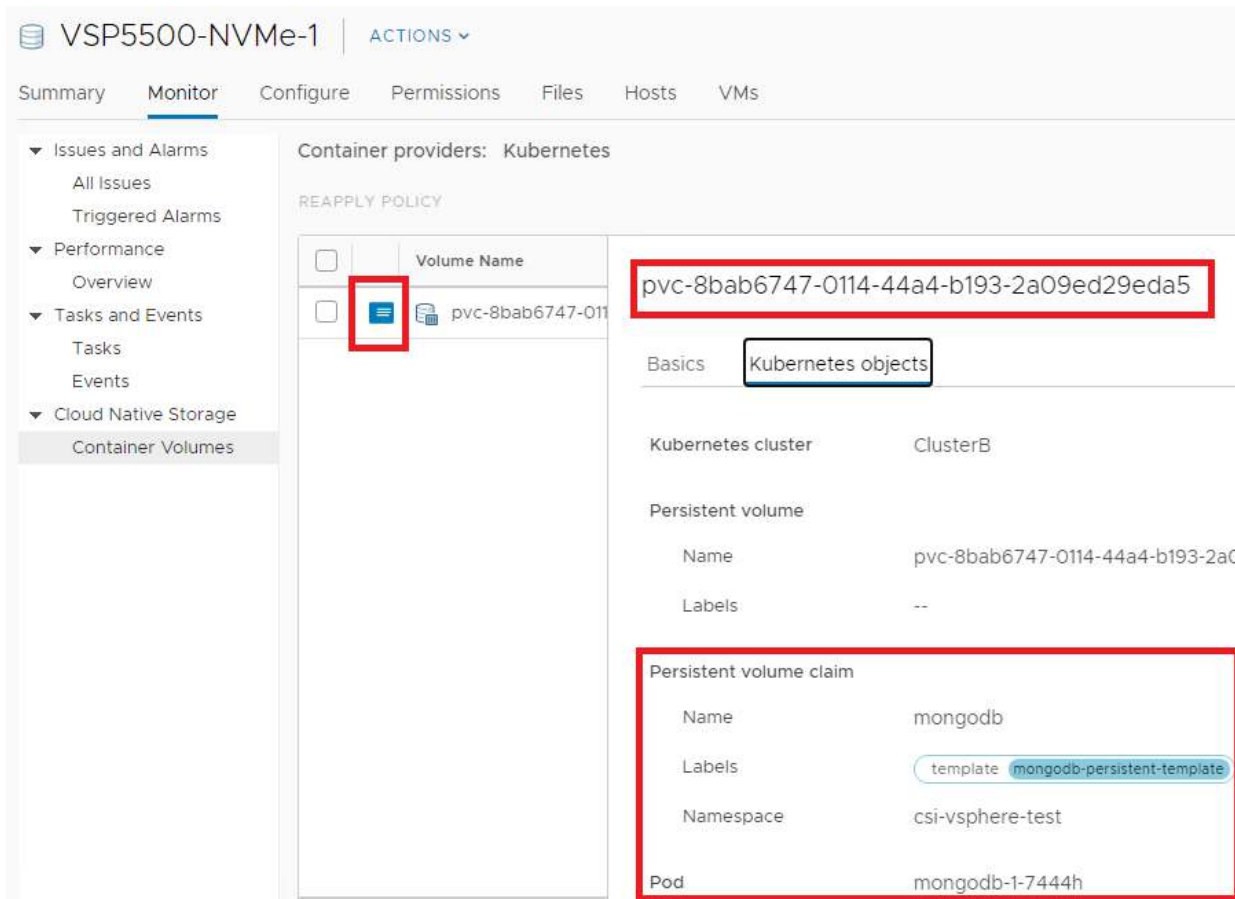 VSP5500-NVMe-1 ACTIONS
Summary Monitor Configure Permissions Files Hosts VMs
Issues and Alarms
All Issues
Triggered Alarms
Performance
Overview
Tasks and Events
Tasks
Events
Cloud Native Storage
Container Volumes
Container providers: Kubernetes
REAPPLY POLICY
Volume Name
pvc-8bab6747-011
pvc-8bab6747-0114-44a4-b193-2a09ed29eda5
Basics Kubernetes objects
Kubernetes cluster ClusterB
Persistent volume
Name pvc-8bab6747-0114-44a4-b193-2a0
Labels --
Persistent volume claim
Name mongodb
Labels template mongodb-persistent-template
Namespace csi-vsphere-test
Pod mongodb-1-7444h